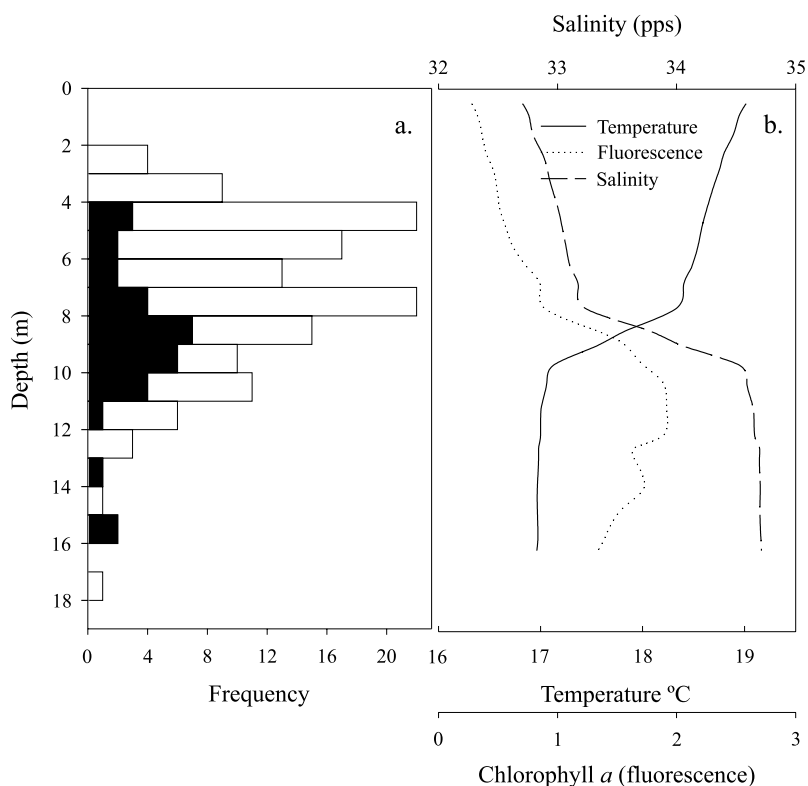 Salinity (pps)
32 33 34 35
0
2
4
6
8
10
12
14
16
18
Depth (m)
a.
b.
Temperature
Fluorescence
Salinity
0 4 8 12 16 20
Frequency
16 17 18 19
Temperature ºC
0 1 2 3
Chlorophyll a (fluorescence)